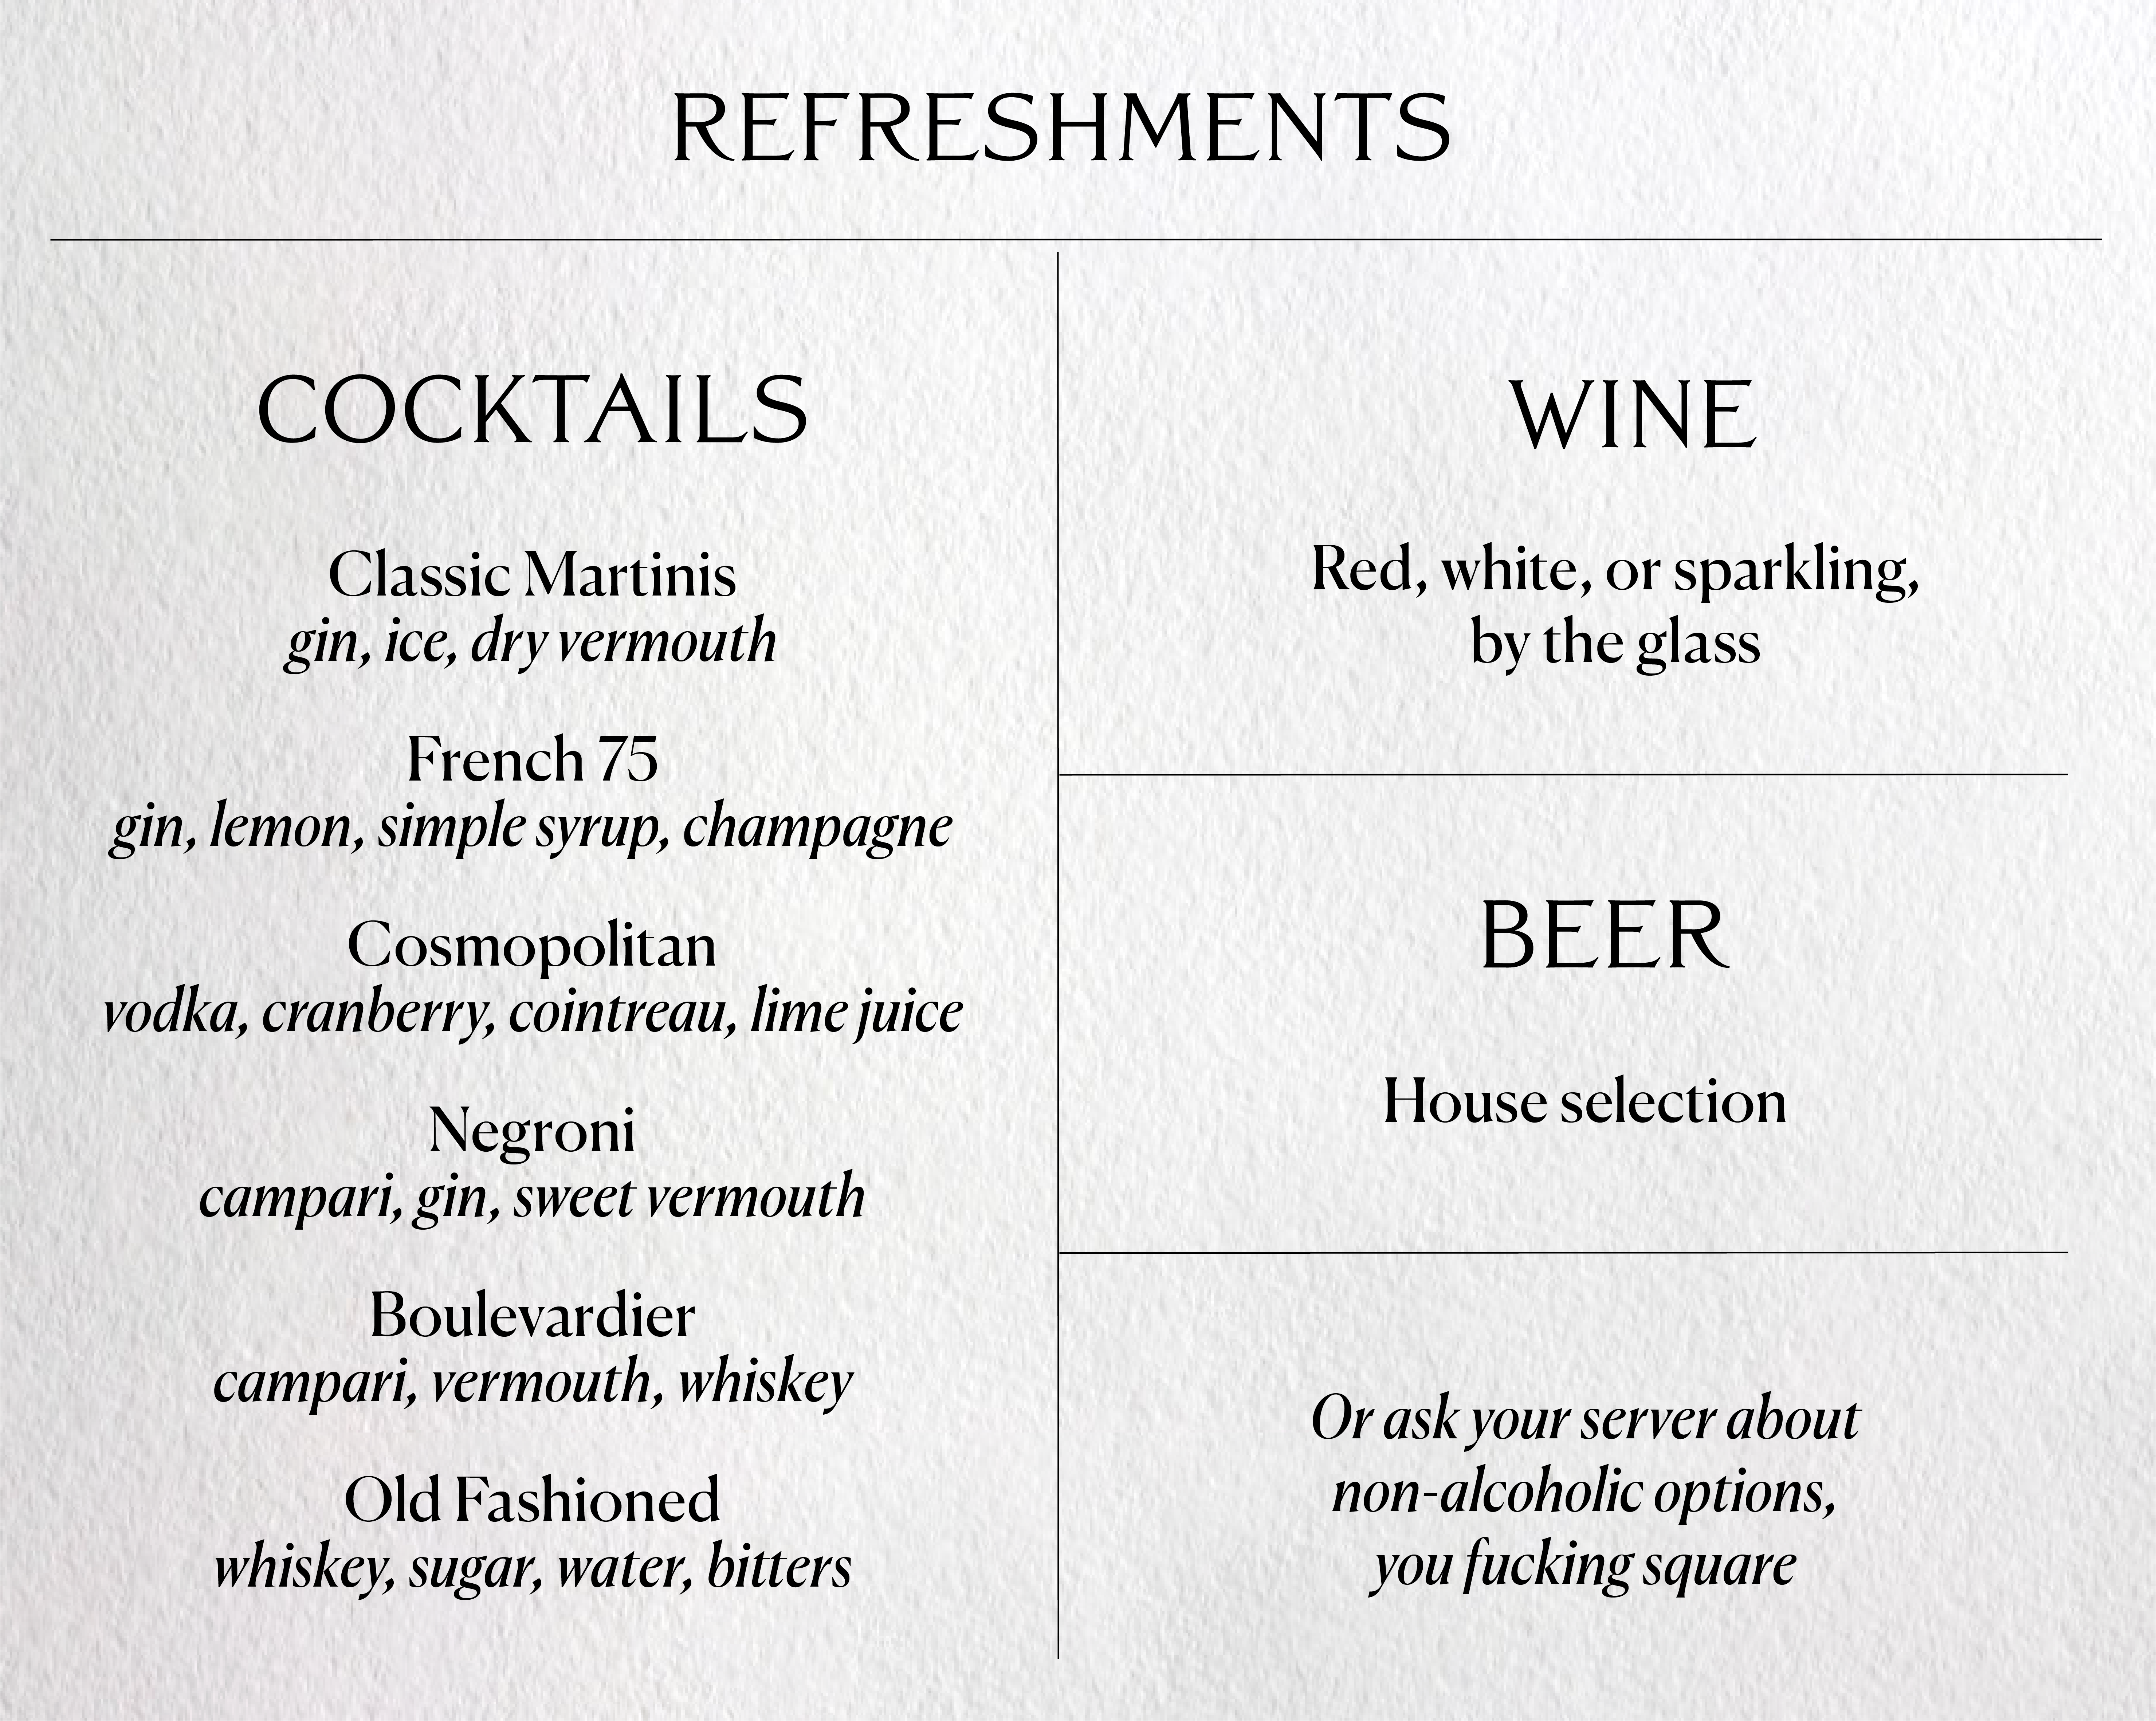 REFRESHMENTS
COCKTAILS
Classic Martinis
gin, ice, dry vermouth
French 75
gin, lemon, simple syrup, champagne
Cosmopolitan
vodka, cranberry, cointreau, lime juice
Negroni
campari, gin, sweet vermouth
Boulevardier
campari, vermouth, whiskey
Old Fashioned
whiskey, sugar, water, bitters
WINE
Red, white, or sparkling,
by the glass
BEER
House selection
Or ask your server about
non-alcoholic options,
you fucking square